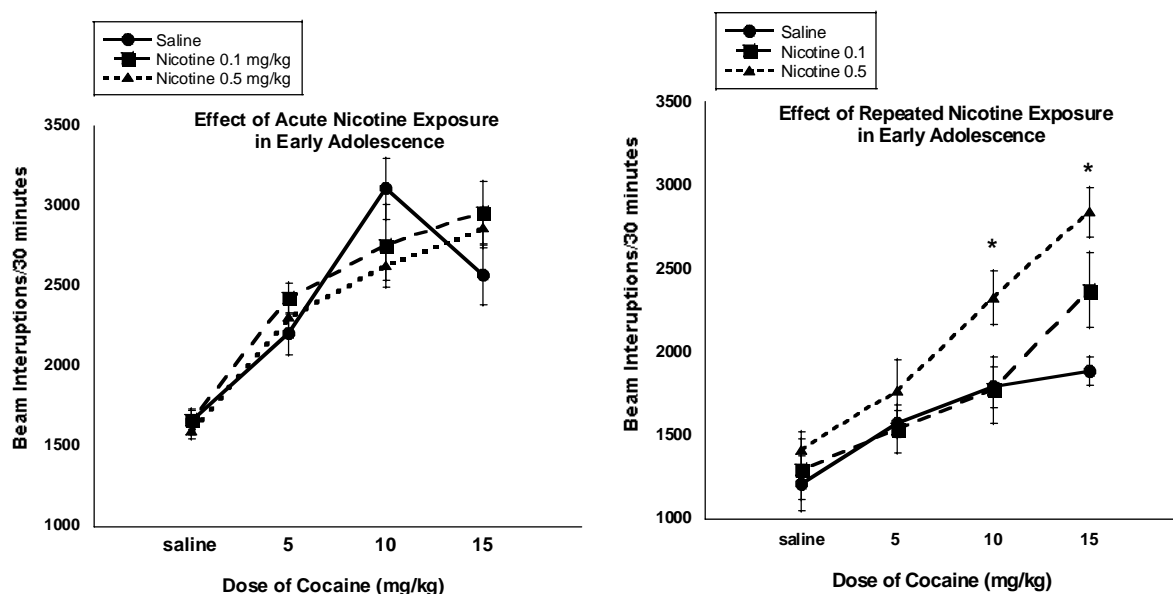 Saline
Nicotine 0.1 mg/kg
Nicotine 0.5 mg/kg
Effect of Acute Nicotine Exposure
in Early Adolescence
Beam Interuptions/30 minutes
3500
3000
2500
2000
1500
1000
saline
5
10
15
Dose of Cocaine (mg/kg)
Saline
Nicotine 0.1
Nicotine 0.5
Effect of Repeated Nicotine Exposure
in Early Adolescence
Beam Interuptions/30 minutes
3500
3000
2500
2000
1500
1000
*
*
saline
5
10
15
Dose of Cocaine (mg/kg)